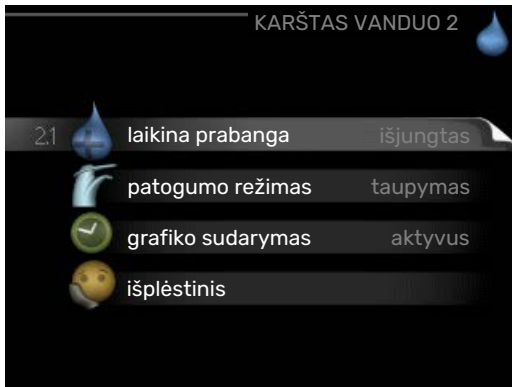 KARŠTAS VANDUO 2
2.1 laikina prabanga išjungtas
patogumo režimas taupymas
grafiko sudarymas aktyvus
išplėstinis